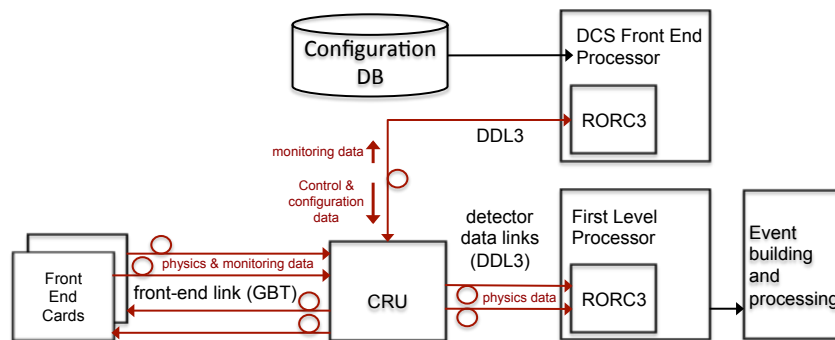 Configuration
DB
DCS Front End
Processor
RORC3
DDL3
monitoring data
Control &
configuration
data
detector
data links
(DDL3)
First Level
Processor
RORC3
Event
building
and
processing
physics & monitoring data
front-end link (GBT)
Front
End
Cards
CRU
physics data